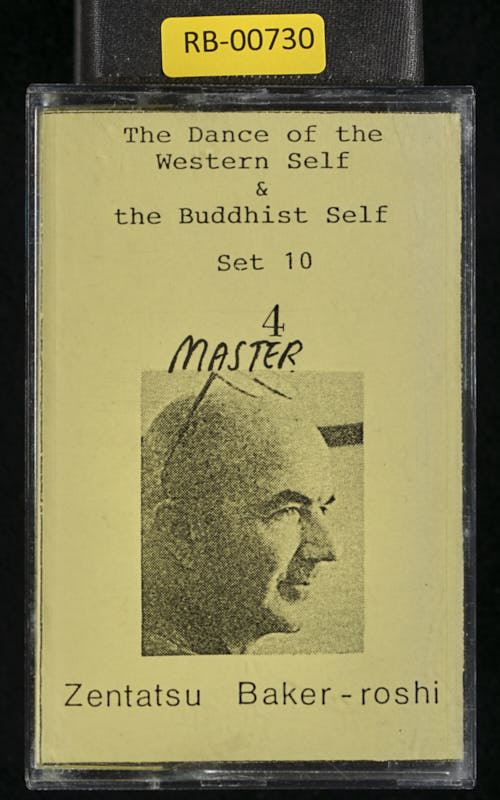 RB-00730
The Dance of the
Western Self
&
the Buddhist Self
Set 10
4
MASTER
Zentatsu Baker-roshi